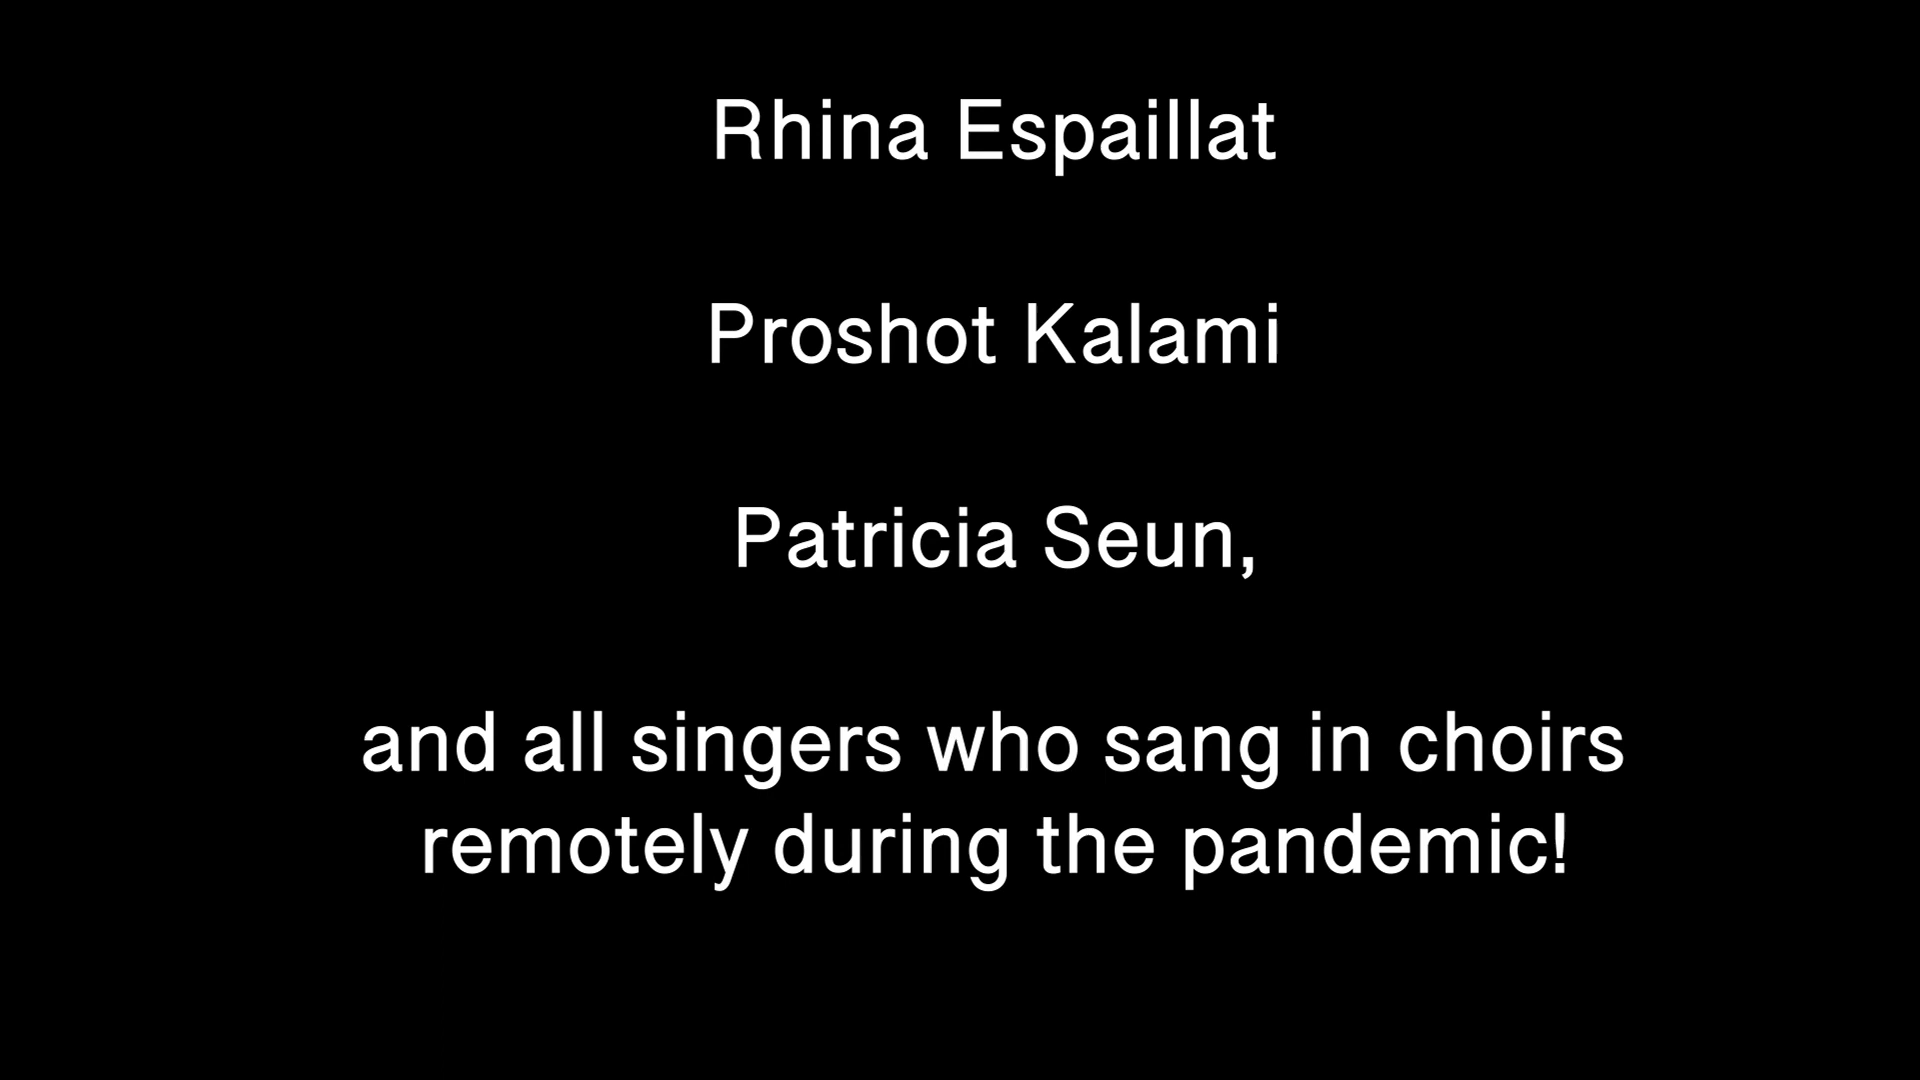 Rhina Espaillat
Proshot Kalami
Patricia Seun,
and all singers who sang in choirs
remotely during the pandemic!